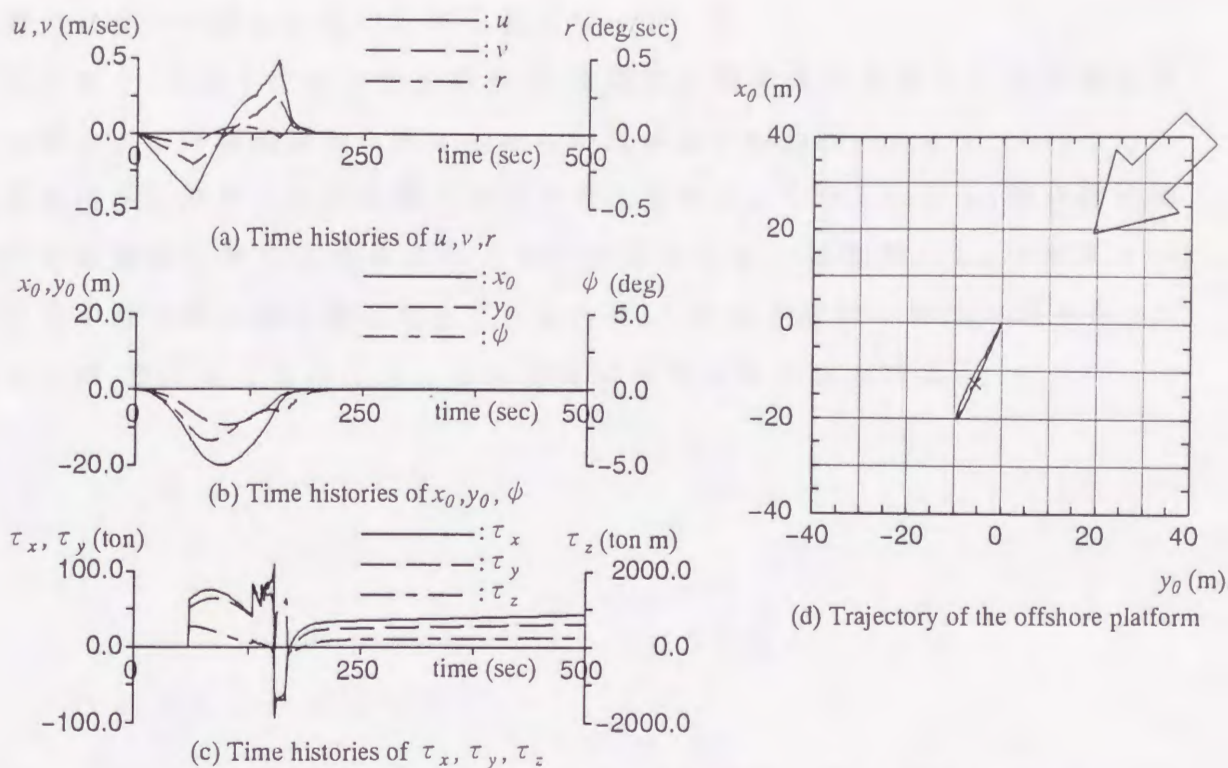 u,v (m/sec)
: u
r (deg/sec)
: v
: r
0.5
0.5
0.0
0.0
−0.5
−0.5
0
250
500
time (sec)
(a) Time histories of u,v,r
x₀,y₀ (m)
: x₀
ψ (deg)
: y₀
: ψ
20.0
5.0
0.0
0.0
−20.0
−5.0
0
250
500
time (sec)
(b) Time histories of x₀,y₀, ψ
τx, τy (ton)
: τx
τz (ton m)
: τy
: τz
100.0
2000.0
0.0
0.0
−100.0
−2000.0
0
250
500
time (sec)
(c) Time histories of τx, τy, τz
x₀ (m)
40
20
0
−20
−40
−40
−20
0
20
40
y₀ (m)
(d) Trajectory of the offshore platform